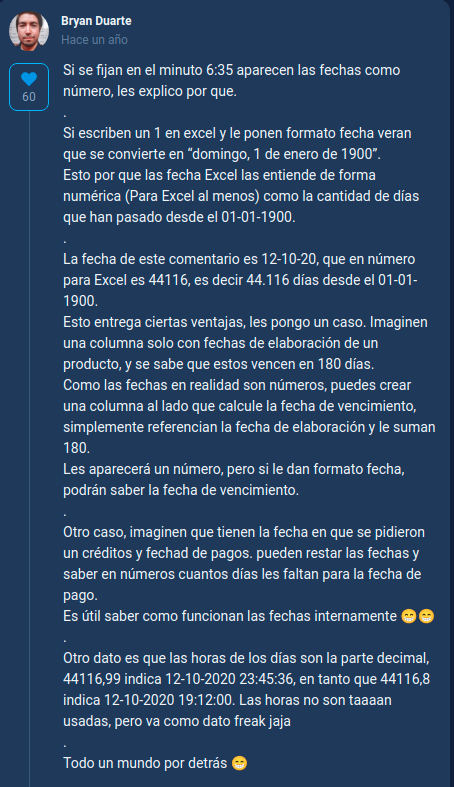 Bryan Duarte
Hace un año
60
Si se fijan en el minuto 6:35 aparecen las fechas como
número, les explico por que.
.
Si escriben un 1 en excel y le ponen formato fecha veran
que se convierte en “domingo, 1 de enero de 1900”.
Esto por que las fecha Excel las entiende de forma
numérica (Para Excel al menos) como la cantidad de días
que han pasado desde el 01-01-1900.
.
La fecha de este comentario es 12-10-20, que en número
para Excel es 44116, es decir 44.116 días desde el 01-01-
1900.
Esto entrega ciertas ventajas, les pongo un caso. Imaginen
una columna solo con fechas de elaboración de un
producto, y se sabe que estos vencen en 180 días.
Como las fechas en realidad son números, puedes crear
una columna al lado que calcule la fecha de vencimiento,
simplemente referencian la fecha de elaboración y le suman
180.
Les aparecerá un número, pero si le dan formato fecha,
podrán saber la fecha de vencimiento.
.
Otro caso, imaginen que tienen la fecha en que se pidieron
un créditos y fechad de pagos. pueden restar las fechas y
saber en números cuantos días les faltan para la fecha de
pago.
Es útil saber como funcionan las fechas internamente 😁😁
.
Otro dato es que las horas de los días son la parte decimal,
44116,99 indica 12-10-2020 23:45:36, en tanto que 44116,8
indica 12-10-2020 19:12:00. Las horas no son taaaan
usadas, pero va como dato freak jaja
.
Todo un mundo por detrás 😁